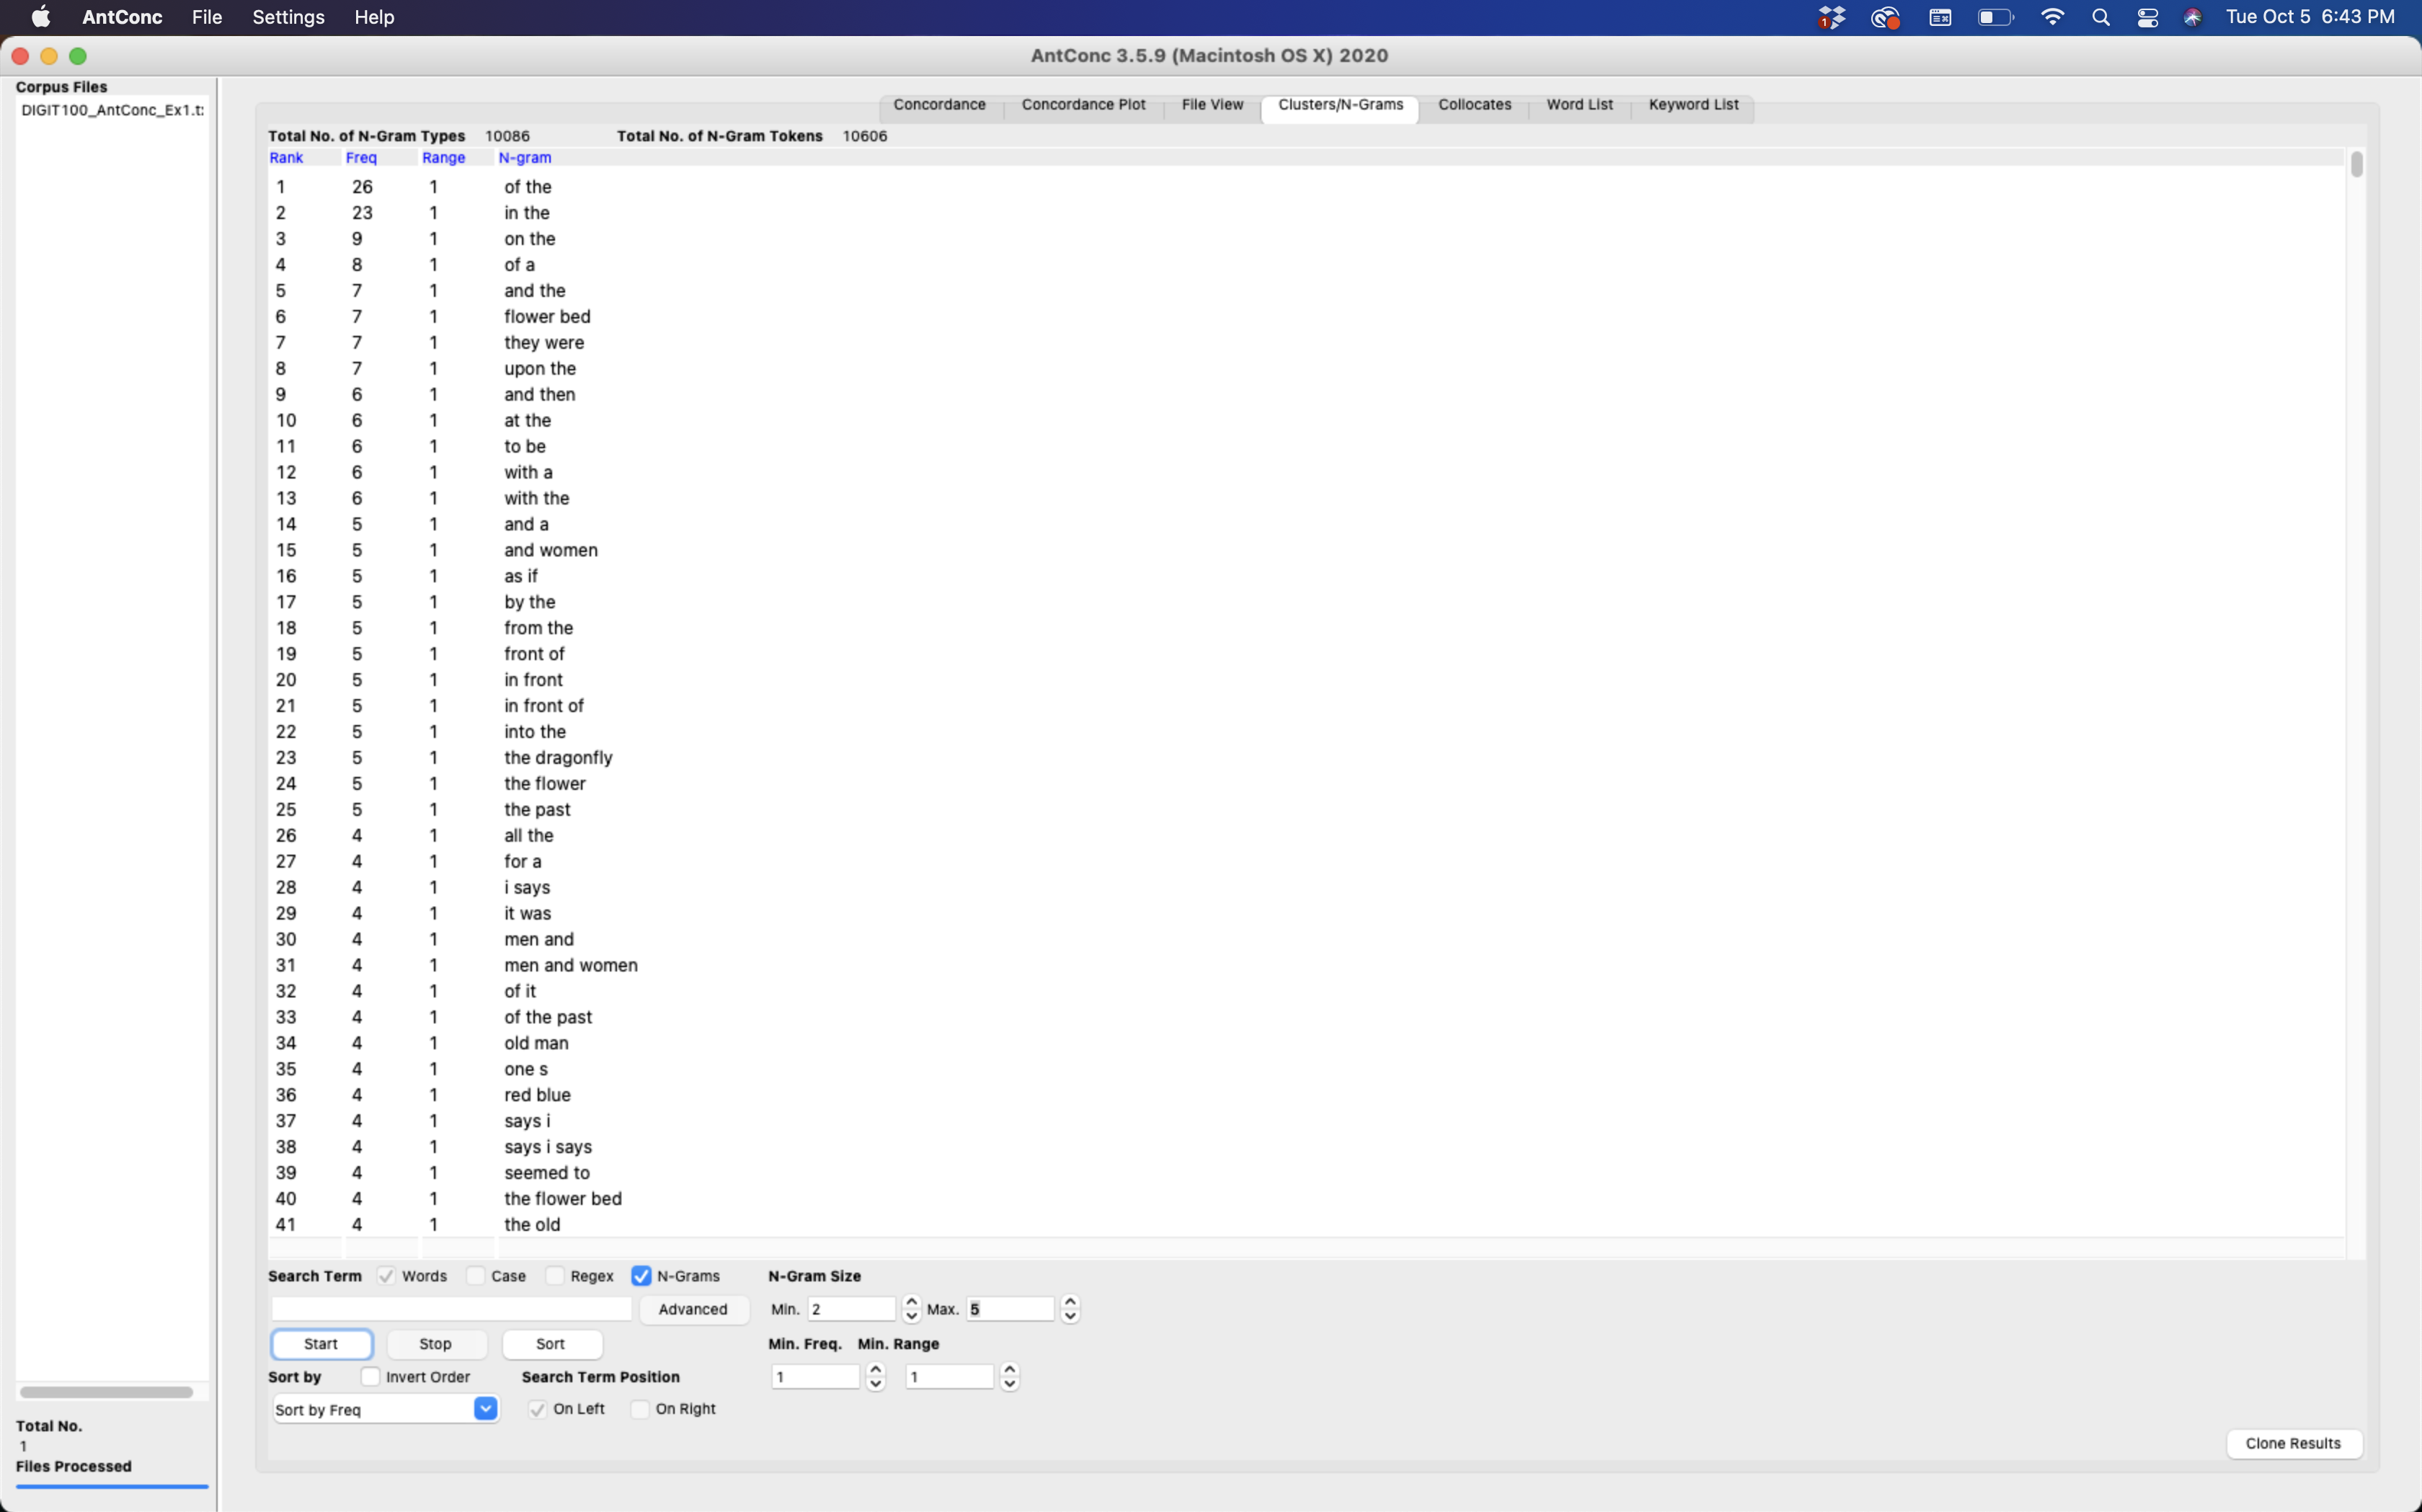 AntConc File Settings Help Tue Oct 5 6:43 PM
1
AntConc 3.5.9 (Macintosh OS X) 2020
Corpus Files
DIGIT100_AntConc_Ex1.t
Concordance Concordance Plot File View Clusters/N-Grams Collocates Word List Keyword List
Total No. of N-Gram Types 10086 Total No. of N-Gram Tokens 10606
Rank Freq Range N-gram
1 26 1 of the
2 23 1 in the
3 9 1 on the
4 8 1 of a
5 7 1 and the
6 7 1 flower bed
7 7 1 they were
8 7 1 upon the
9 6 1 and then
10 6 1 at the
11 6 1 to be
12 6 1 with a
13 6 1 with the
14 5 1 and a
15 5 1 and women
16 5 1 as if
17 5 1 by the
18 5 1 from the
19 5 1 front of
20 5 1 in front
21 5 1 in front of
22 5 1 into the
23 5 1 the dragonfly
24 5 1 the flower
25 5 1 the past
26 4 1 all the
27 4 1 for a
28 4 1 i says
29 4 1 it was
30 4 1 men and
31 4 1 men and women
32 4 1 of it
33 4 1 of the past
34 4 1 old man
35 4 1 one s
36 4 1 red blue
37 4 1 says i
38 4 1 says i says
39 4 1 seemed to
40 4 1 the flower bed
41 4 1 the old
Search Term Words Case Regex N-Grams N-Gram Size
Advanced Min. 2 Max. 5
Start Stop Sort Min. Freq. Min. Range
Sort by Invert Order Search Term Position 1 1
Sort by Freq On Left On Right
Total No.
1
Files Processed
Clone Results